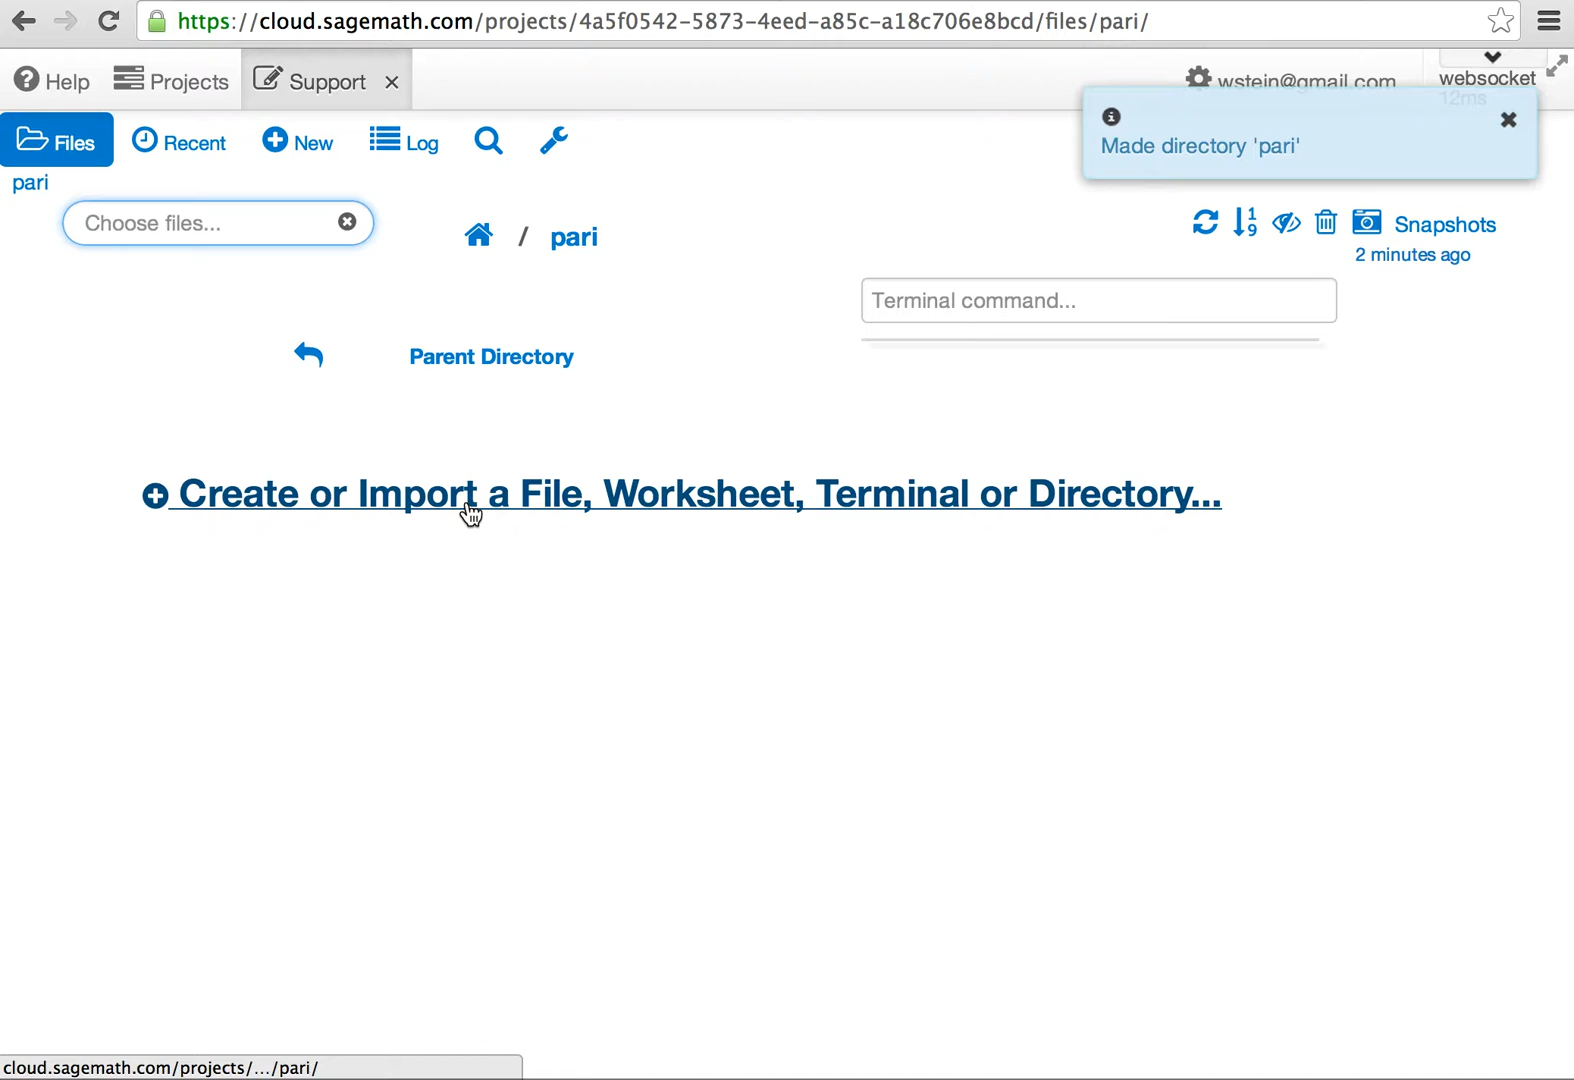 https://cloud.sagemath.com/projects/4a5f0542-5873-4eed-a85c-a18c706e8bcd/files/pari/
Help Projects Support
wstein@gmail.com websocket
12ms
Files Recent New Log
Made directory 'pari'
pari
Choose files...
/ pari
Snapshots
2 minutes ago
Terminal command...
Parent Directory
Create or Import a File, Worksheet, Terminal or Directory...
cloud.sagemath.com/projects/.../pari/